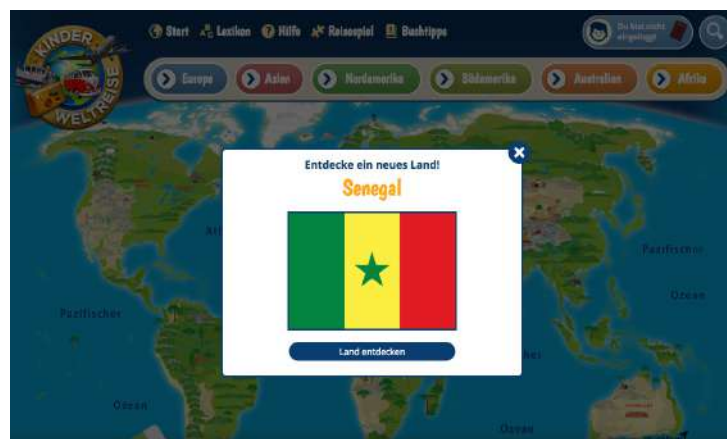 KINDER
WELTREISE
Start Lexikon Hilfe Reisespiel Buchtipps
Du bist nicht
eingeloggt
Europa Asien Nordamerika Südamerika Australien Afrika
Entdecke ein neues Land!
Senegal
Pazifischer
Ozean
Pazifischer
Land entdecken
Ozean
Ozean